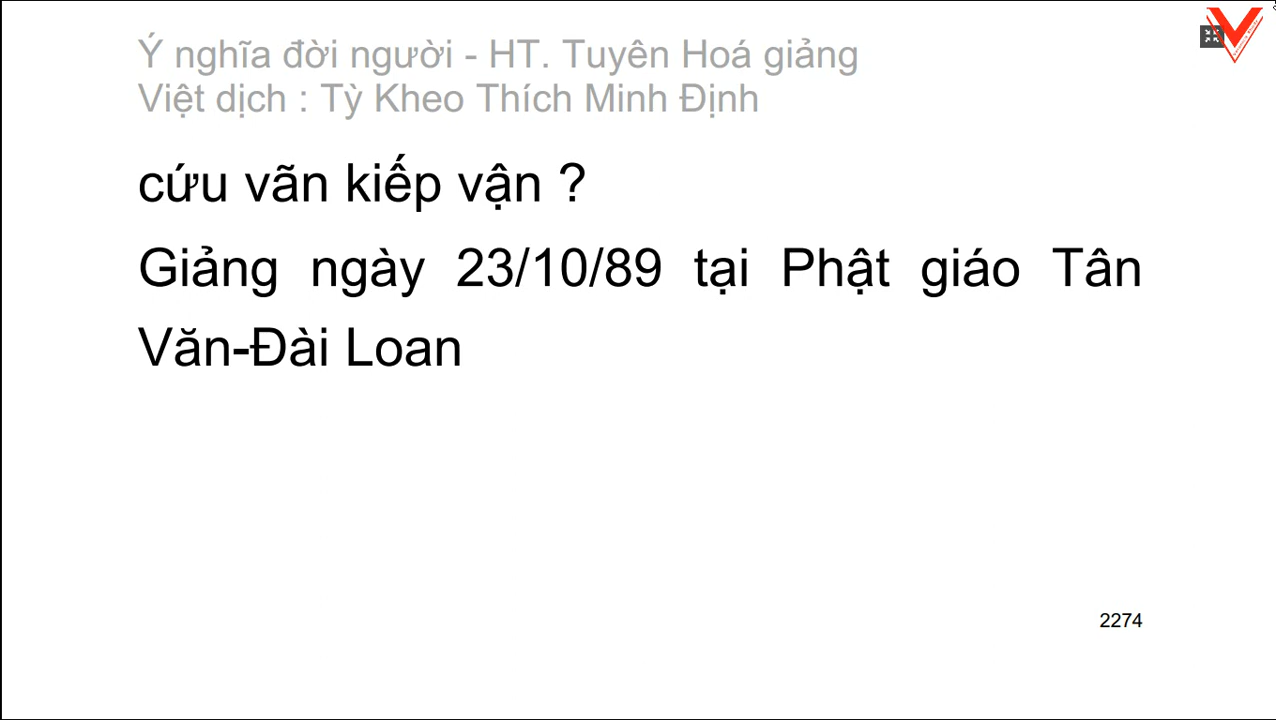 Ý nghĩa đời người - HT. Tuyên Hoá giảng
Việt dịch : Tỳ Kheo Thích Minh Định
cứu vãn kiếp vận ?
Giảng ngày 23/10/89 tại Phật giáo Tân
Văn-Đài Loan
2274